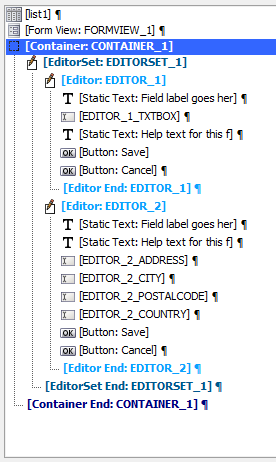 [list1] ¶
[Form View: FORMVIEW_1] ¶
[Container: CONTAINER_1] ¶
[EditorSet: EDITORSET_1] ¶
[Editor: EDITOR_1] ¶
T [Static Text: Field label goes her] ¶
[EDITOR_1_TXTBOX] ¶
T [Static Text: Help text for this f] ¶
OK [Button: Save]
OK [Button: Cancel] ¶
[Editor End: EDITOR_1] ¶
[Editor: EDITOR_2] ¶
T [Static Text: Field label goes her] ¶
T [Static Text: Help text for this f] ¶
[EDITOR_2_ADDRESS] ¶
[EDITOR_2_CITY] ¶
[EDITOR_2_POSTALCODE] ¶
[EDITOR_2_COUNTRY] ¶
OK [Button: Save]
OK [Button: Cancel] ¶
[Editor End: EDITOR_2] ¶
[EditorSet End: EDITORSET_1] ¶
[Container End: CONTAINER_1] ¶